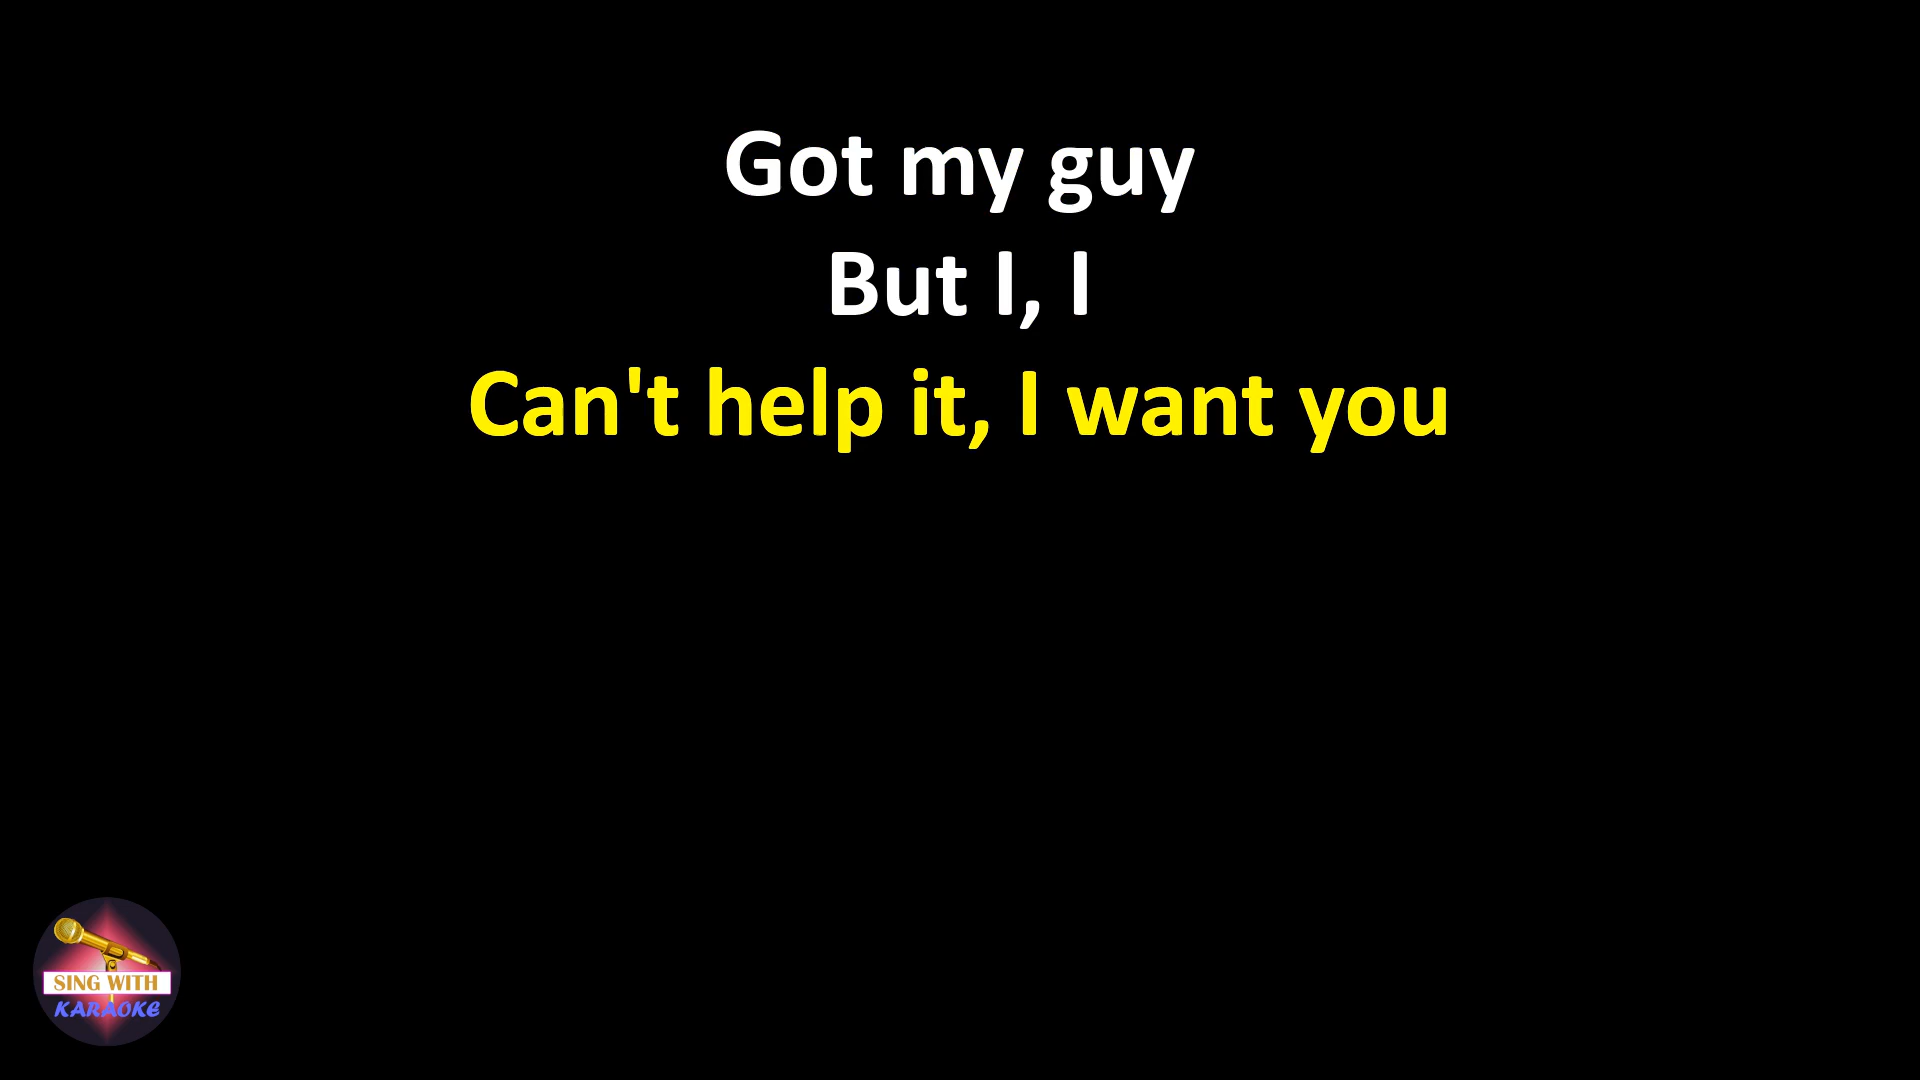 Got my guy
But I, I
Can't help it, I want you
SING WITH
KARAOKE